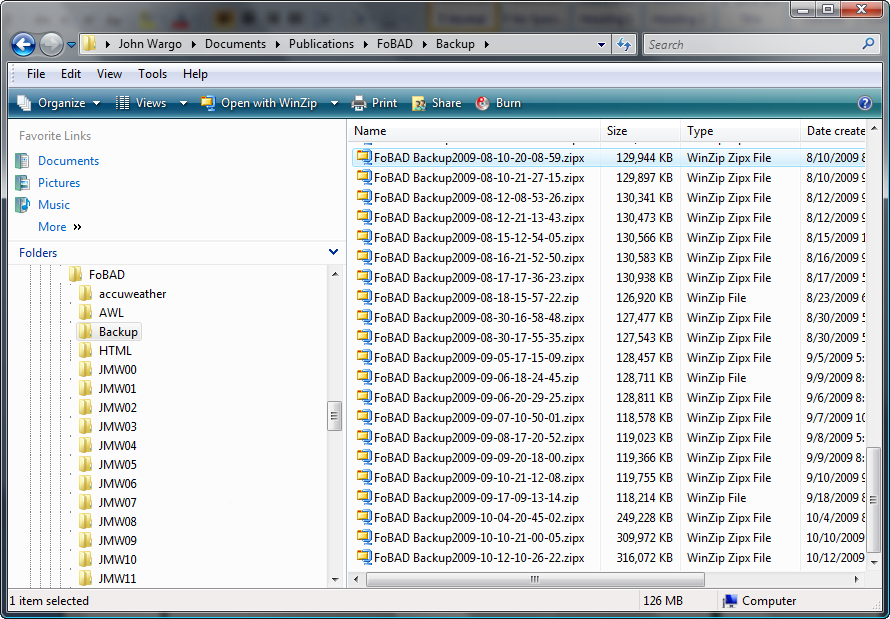 John Wargo Documents Publications FoBAD Backup Search
File Edit View Tools Help
Organize Views Open with WinZip Print Share Burn
Favorite Links
Documents
Pictures
Music
More »
Folders
FoBAD
accuweather
AWL
Backup
HTML
JMW00
JMW01
JMW02
JMW03
JMW04
JMW05
JMW06
JMW07
JMW08
JMW09
JMW10
JMW11
Name Size Type Date create
FoBAD Backup2009-08-10-20-08-59.zipx 129,944 KB WinZip Zipx File 8/10/2009 8
FoBAD Backup2009-08-10-21-27-15.zipx 129,897 KB WinZip Zipx File 8/10/2009 9
FoBAD Backup2009-08-12-08-53-26.zipx 130,341 KB WinZip Zipx File 8/12/2009 9
FoBAD Backup2009-08-12-21-13-43.zipx 130,473 KB WinZip Zipx File 8/12/2009 9
FoBAD Backup2009-08-15-12-54-05.zipx 130,566 KB WinZip Zipx File 8/15/2009 1
FoBAD Backup2009-08-16-21-52-50.zipx 130,583 KB WinZip Zipx File 8/16/2009 9
FoBAD Backup2009-08-17-17-36-23.zipx 130,938 KB WinZip Zipx File 8/17/2009 5
FoBAD Backup2009-08-18-15-57-22.zip 126,920 KB WinZip File 8/23/2009 6
FoBAD Backup2009-08-30-16-58-48.zipx 127,477 KB WinZip Zipx File 8/30/2009 5
FoBAD Backup2009-08-30-17-55-35.zipx 127,543 KB WinZip Zipx File 8/30/2009 5
FoBAD Backup2009-09-05-17-15-09.zipx 128,457 KB WinZip Zipx File 9/5/2009 5:
FoBAD Backup2009-09-06-18-24-45.zip 128,711 KB WinZip File 9/9/2009 8:
FoBAD Backup2009-09-06-20-29-25.zipx 128,811 KB WinZip Zipx File 9/6/2009 8:
FoBAD Backup2009-09-07-10-50-01.zipx 118,578 KB WinZip Zipx File 9/7/2009 10
FoBAD Backup2009-09-08-17-20-52.zipx 119,023 KB WinZip Zipx File 9/8/2009 5:
FoBAD Backup2009-09-09-20-18-00.zipx 119,366 KB WinZip Zipx File 9/9/2009 8:
FoBAD Backup2009-09-10-21-12-08.zipx 119,755 KB WinZip Zipx File 9/10/2009 9
FoBAD Backup2009-09-17-09-13-14.zip 118,214 KB WinZip File 9/18/2009 8
FoBAD Backup2009-10-04-20-45-02.zipx 249,228 KB WinZip Zipx File 10/4/2009 8
FoBAD Backup2009-10-10-21-00-05.zipx 309,972 KB WinZip Zipx File 10/10/2009
FoBAD Backup2009-10-12-10-26-22.zipx 316,072 KB WinZip Zipx File 10/12/2009
1 item selected 126 MB Computer